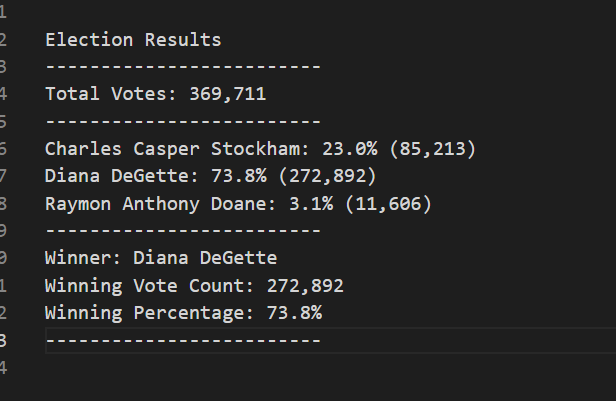 1
2 Election Results
3 -------------------------
4 Total Votes: 369,711
5 -------------------------
6 Charles Casper Stockham: 23.0% (85,213)
7 Diana DeGette: 73.8% (272,892)
8 Raymon Anthony Doane: 3.1% (11,606)
9 -------------------------
0 Winner: Diana DeGette
1 Winning Vote Count: 272,892
2 Winning Percentage: 73.8%
3 -------------------------
4